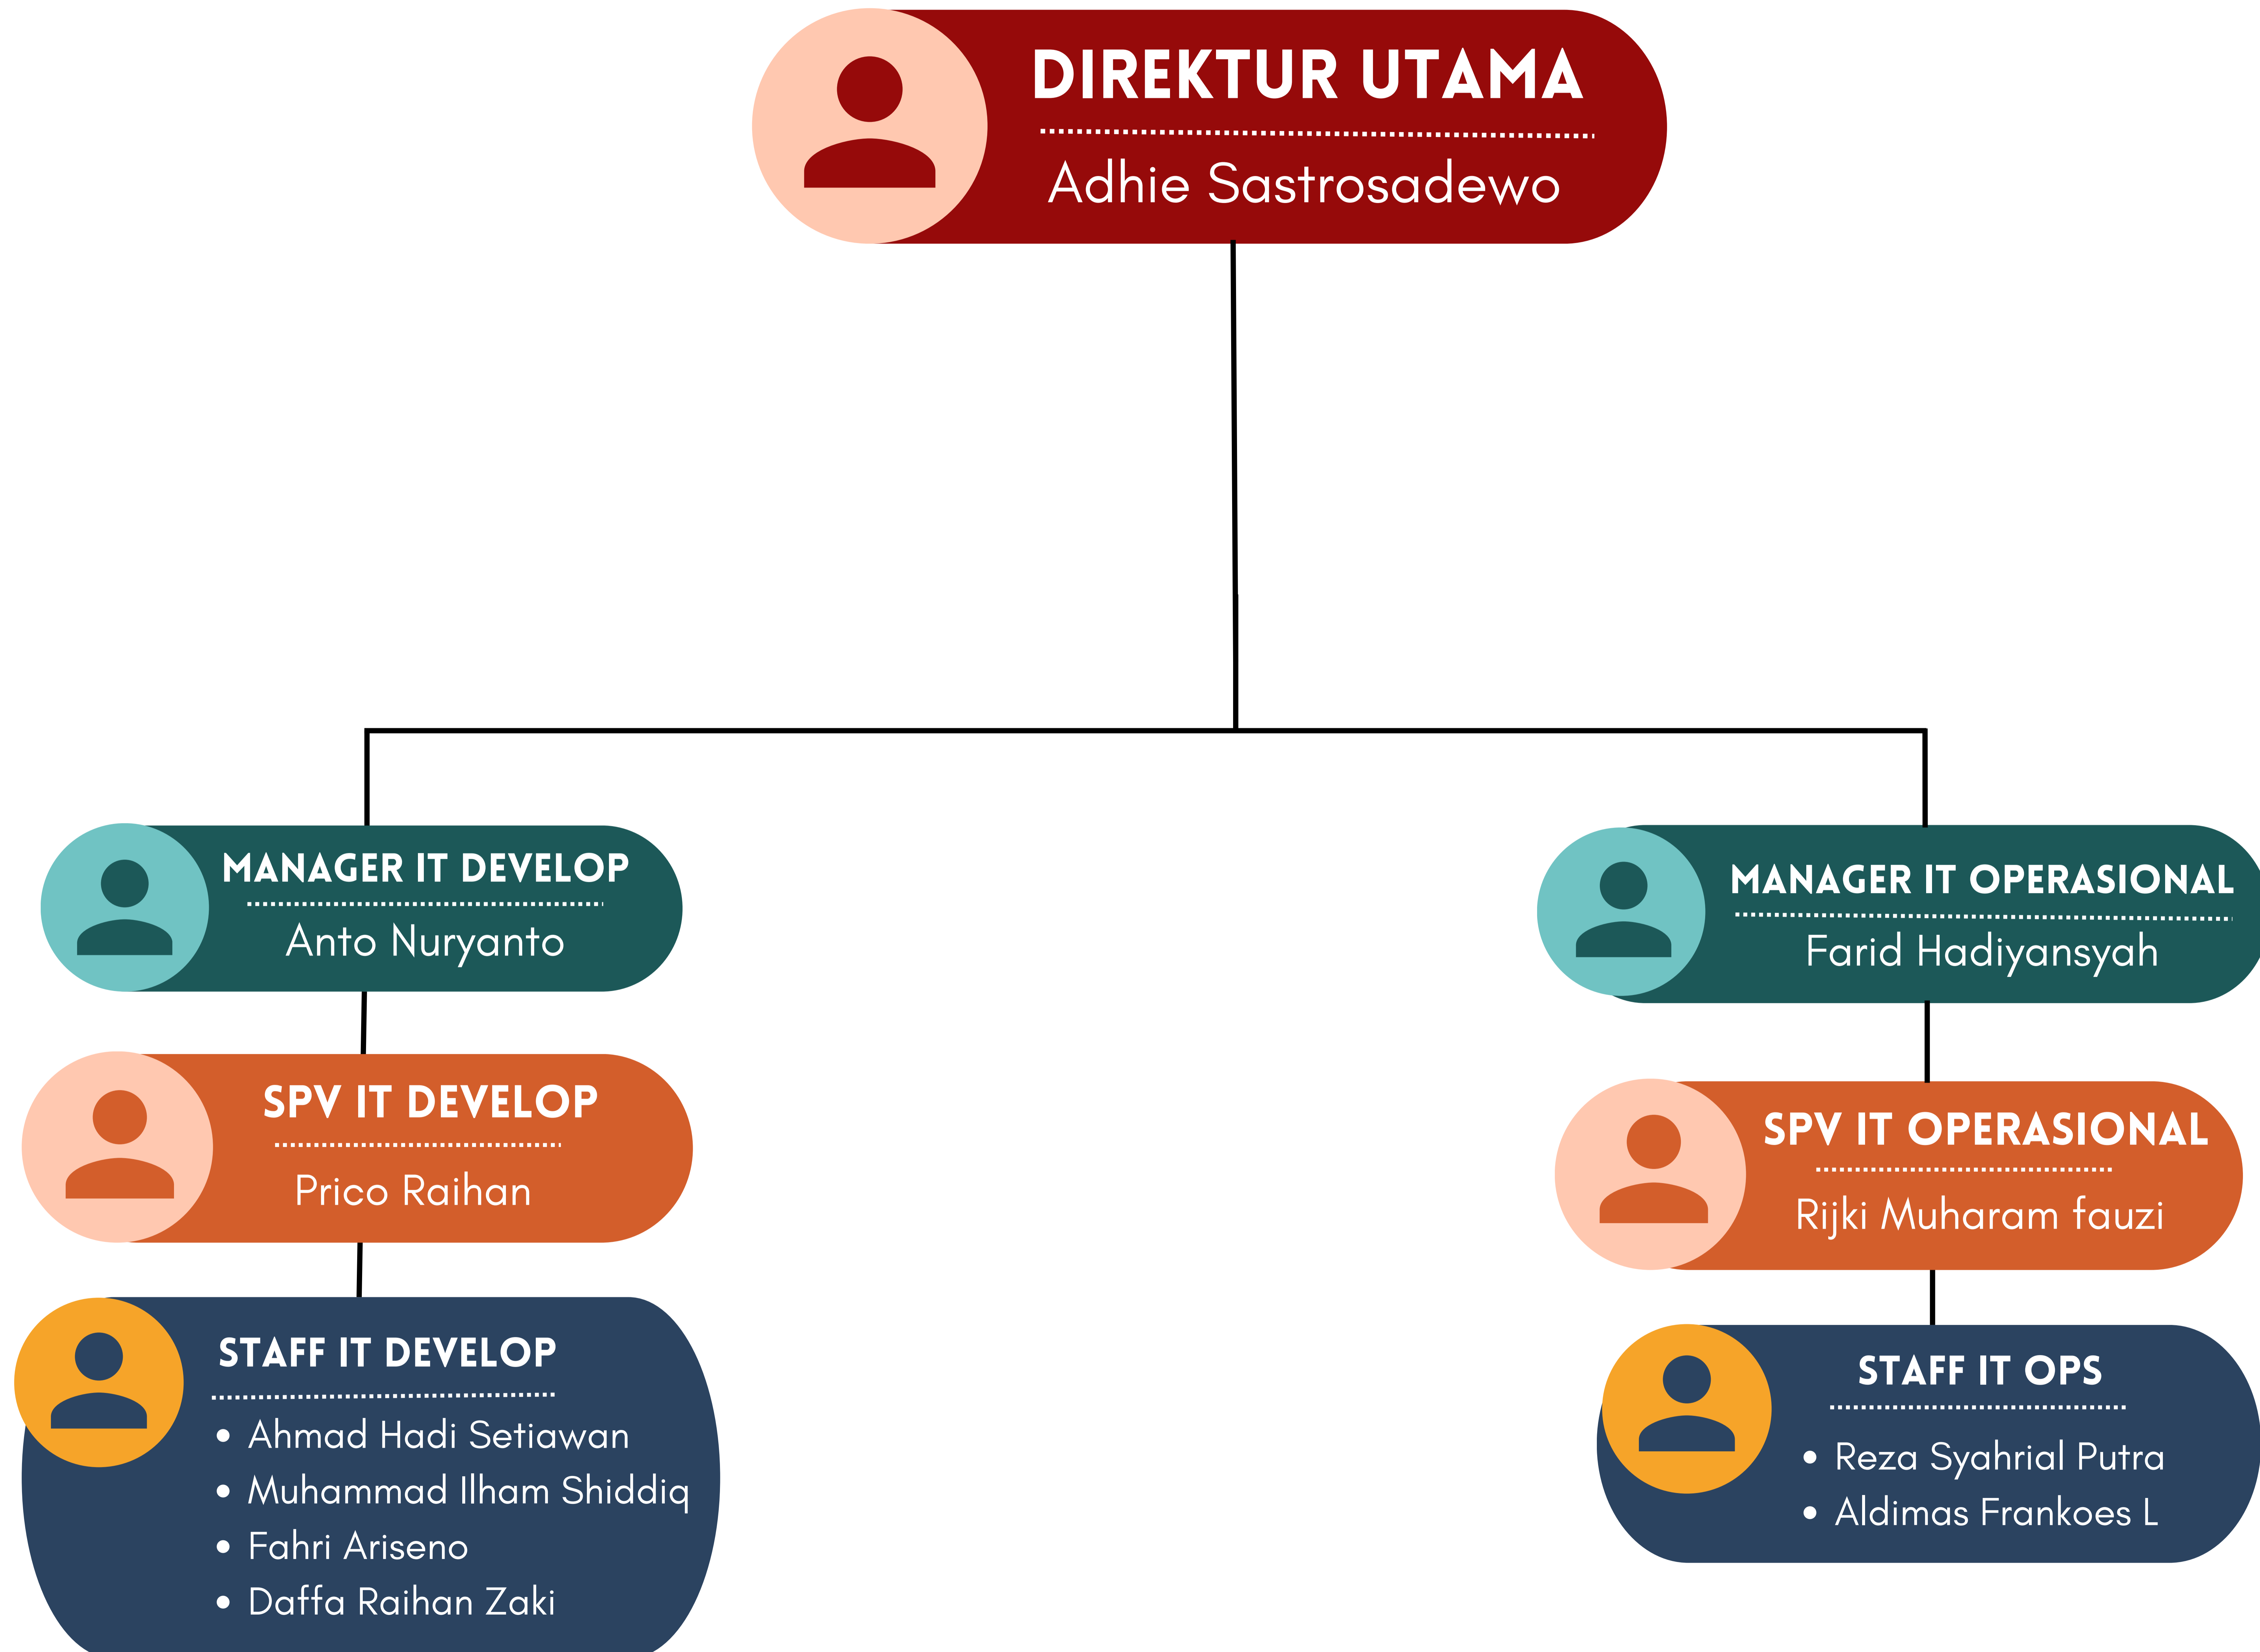 DIREKTUR UTAMA
Adhie Sastrosadewo
MANAGER IT DEVELOP
Anto Nuryanto
SPV IT DEVELOP
Prico Raihan
STAFF IT DEVELOP
• Ahmad Hadi Setiawan
• Muhammad Ilham Shiddiq
• Fahri Ariseno
• Daffa Raihan Zaki
MANAGER IT OPERASIONAL
Farid Hadiyansyah
SPV IT OPERASIONAL
Rijki Muharam fauzi
STAFF IT OPS
• Reza Syahrial Putra
• Aldimas Frankoes L